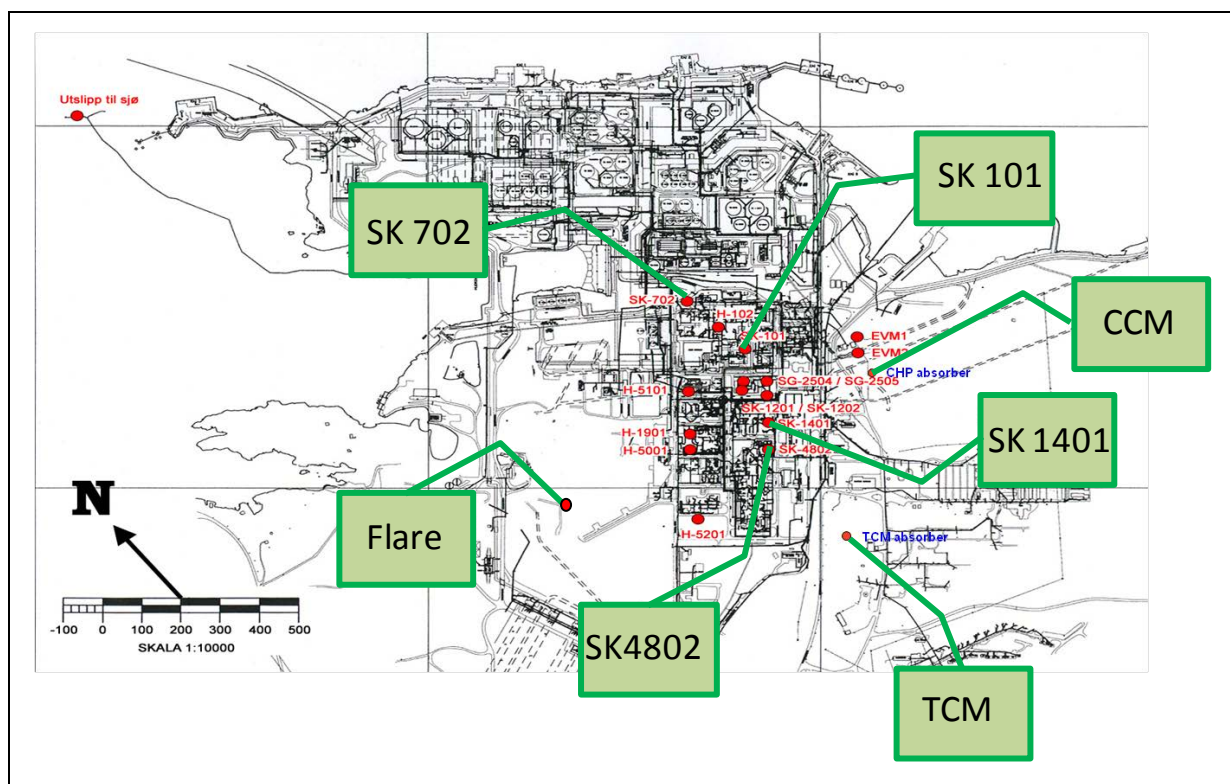 Utslipp til sjø
SK 101
SK 702
SK-702
H-102
SK-101
CCM
EVM1
EVM2
CHP absorber
SG-2504 / SG-2505
H-5101
SK-1201 / SK-1202
SK-1401
SK 1401
H-1901
H-5001
SK-4802
N
Flare
H-5201
TCM absorber
-100 0 100 200 300 400 500
SKALA 1:10000
SK4802
TCM